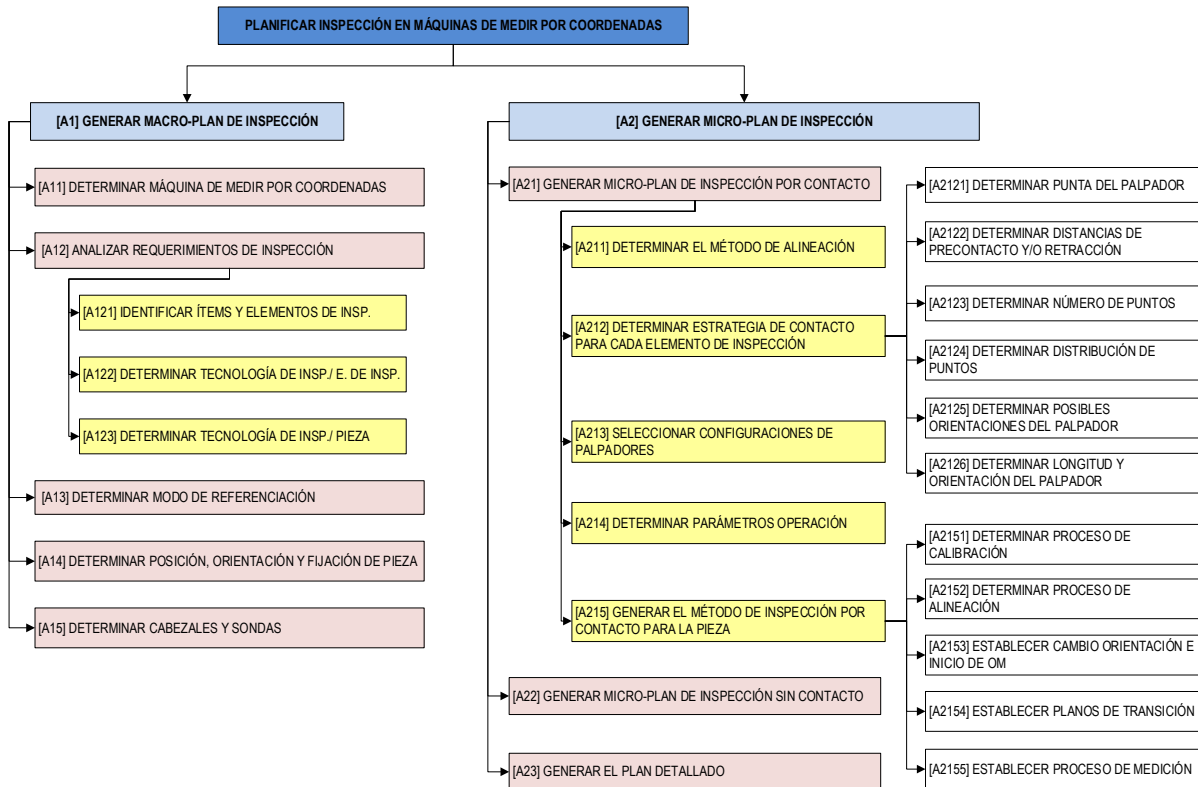 PLANIFICAR INSPECCIÓN EN MÁQUINAS DE MEDIR POR COORDENADAS
[A1] GENERAR MACRO-PLAN DE INSPECCIÓN
[A11] DETERMINAR MÁQUINA DE MEDIR POR COORDENADAS
[A12] ANALIZAR REQUERIMIENTOS DE INSPECCIÓN
[A121] IDENTIFICAR ÍTEMS Y ELEMENTOS DE INSP.
[A122] DETERMINAR TECNOLOGÍA DE INSP./ E. DE INSP.
[A123] DETERMINAR TECNOLOGÍA DE INSP./ PIEZA
[A13] DETERMINAR MODO DE REFERENCIACIÓN
[A14] DETERMINAR POSICIÓN, ORIENTACIÓN Y FIJACIÓN DE PIEZA
[A15] DETERMINAR CABEZALES Y SONDAS
[A2] GENERAR MICRO-PLAN DE INSPECCIÓN
[A21] GENERAR MICRO-PLAN DE INSPECCIÓN POR CONTACTO
[A211] DETERMINAR EL MÉTODO DE ALINEACIÓN
[A212] DETERMINAR ESTRATEGIA DE CONTACTO
PARA CADA ELEMENTO DE INSPECCIÓN
[A2121] DETERMINAR PUNTA DEL PALPADOR
[A2122] DETERMINAR DISTANCIAS DE
PRECONTACTO Y/O RETRACCIÓN
[A2123] DETERMINAR NÚMERO DE PUNTOS
[A2124] DETERMINAR DISTRIBUCIÓN DE
PUNTOS
[A2125] DETERMINAR POSIBLES
ORIENTACIONES DEL PALPADOR
[A2126] DETERMINAR LONGITUD Y
ORIENTACIÓN DEL PALPADOR
[A213] SELECCIONAR CONFIGURACIONES DE
PALPADORES
[A214] DETERMINAR PARÁMETROS OPERACIÓN
[A215] GENERAR EL MÉTODO DE INSPECCIÓN POR
CONTACTO PARA LA PIEZA
[A2151] DETERMINAR PROCESO DE
CALIBRACIÓN
[A2152] DETERMINAR PROCESO DE
ALINEACIÓN
[A2153] ESTABLECER CAMBIO ORIENTACIÓN E
INICIO DE OM
[A2154] ESTABLECER PLANOS DE TRANSICIÓN
[A2155] ESTABLECER PROCESO DE MEDICIÓN
[A22] GENERAR MICRO-PLAN DE INSPECCIÓN SIN CONTACTO
[A23] GENERAR EL PLAN DETALLADO